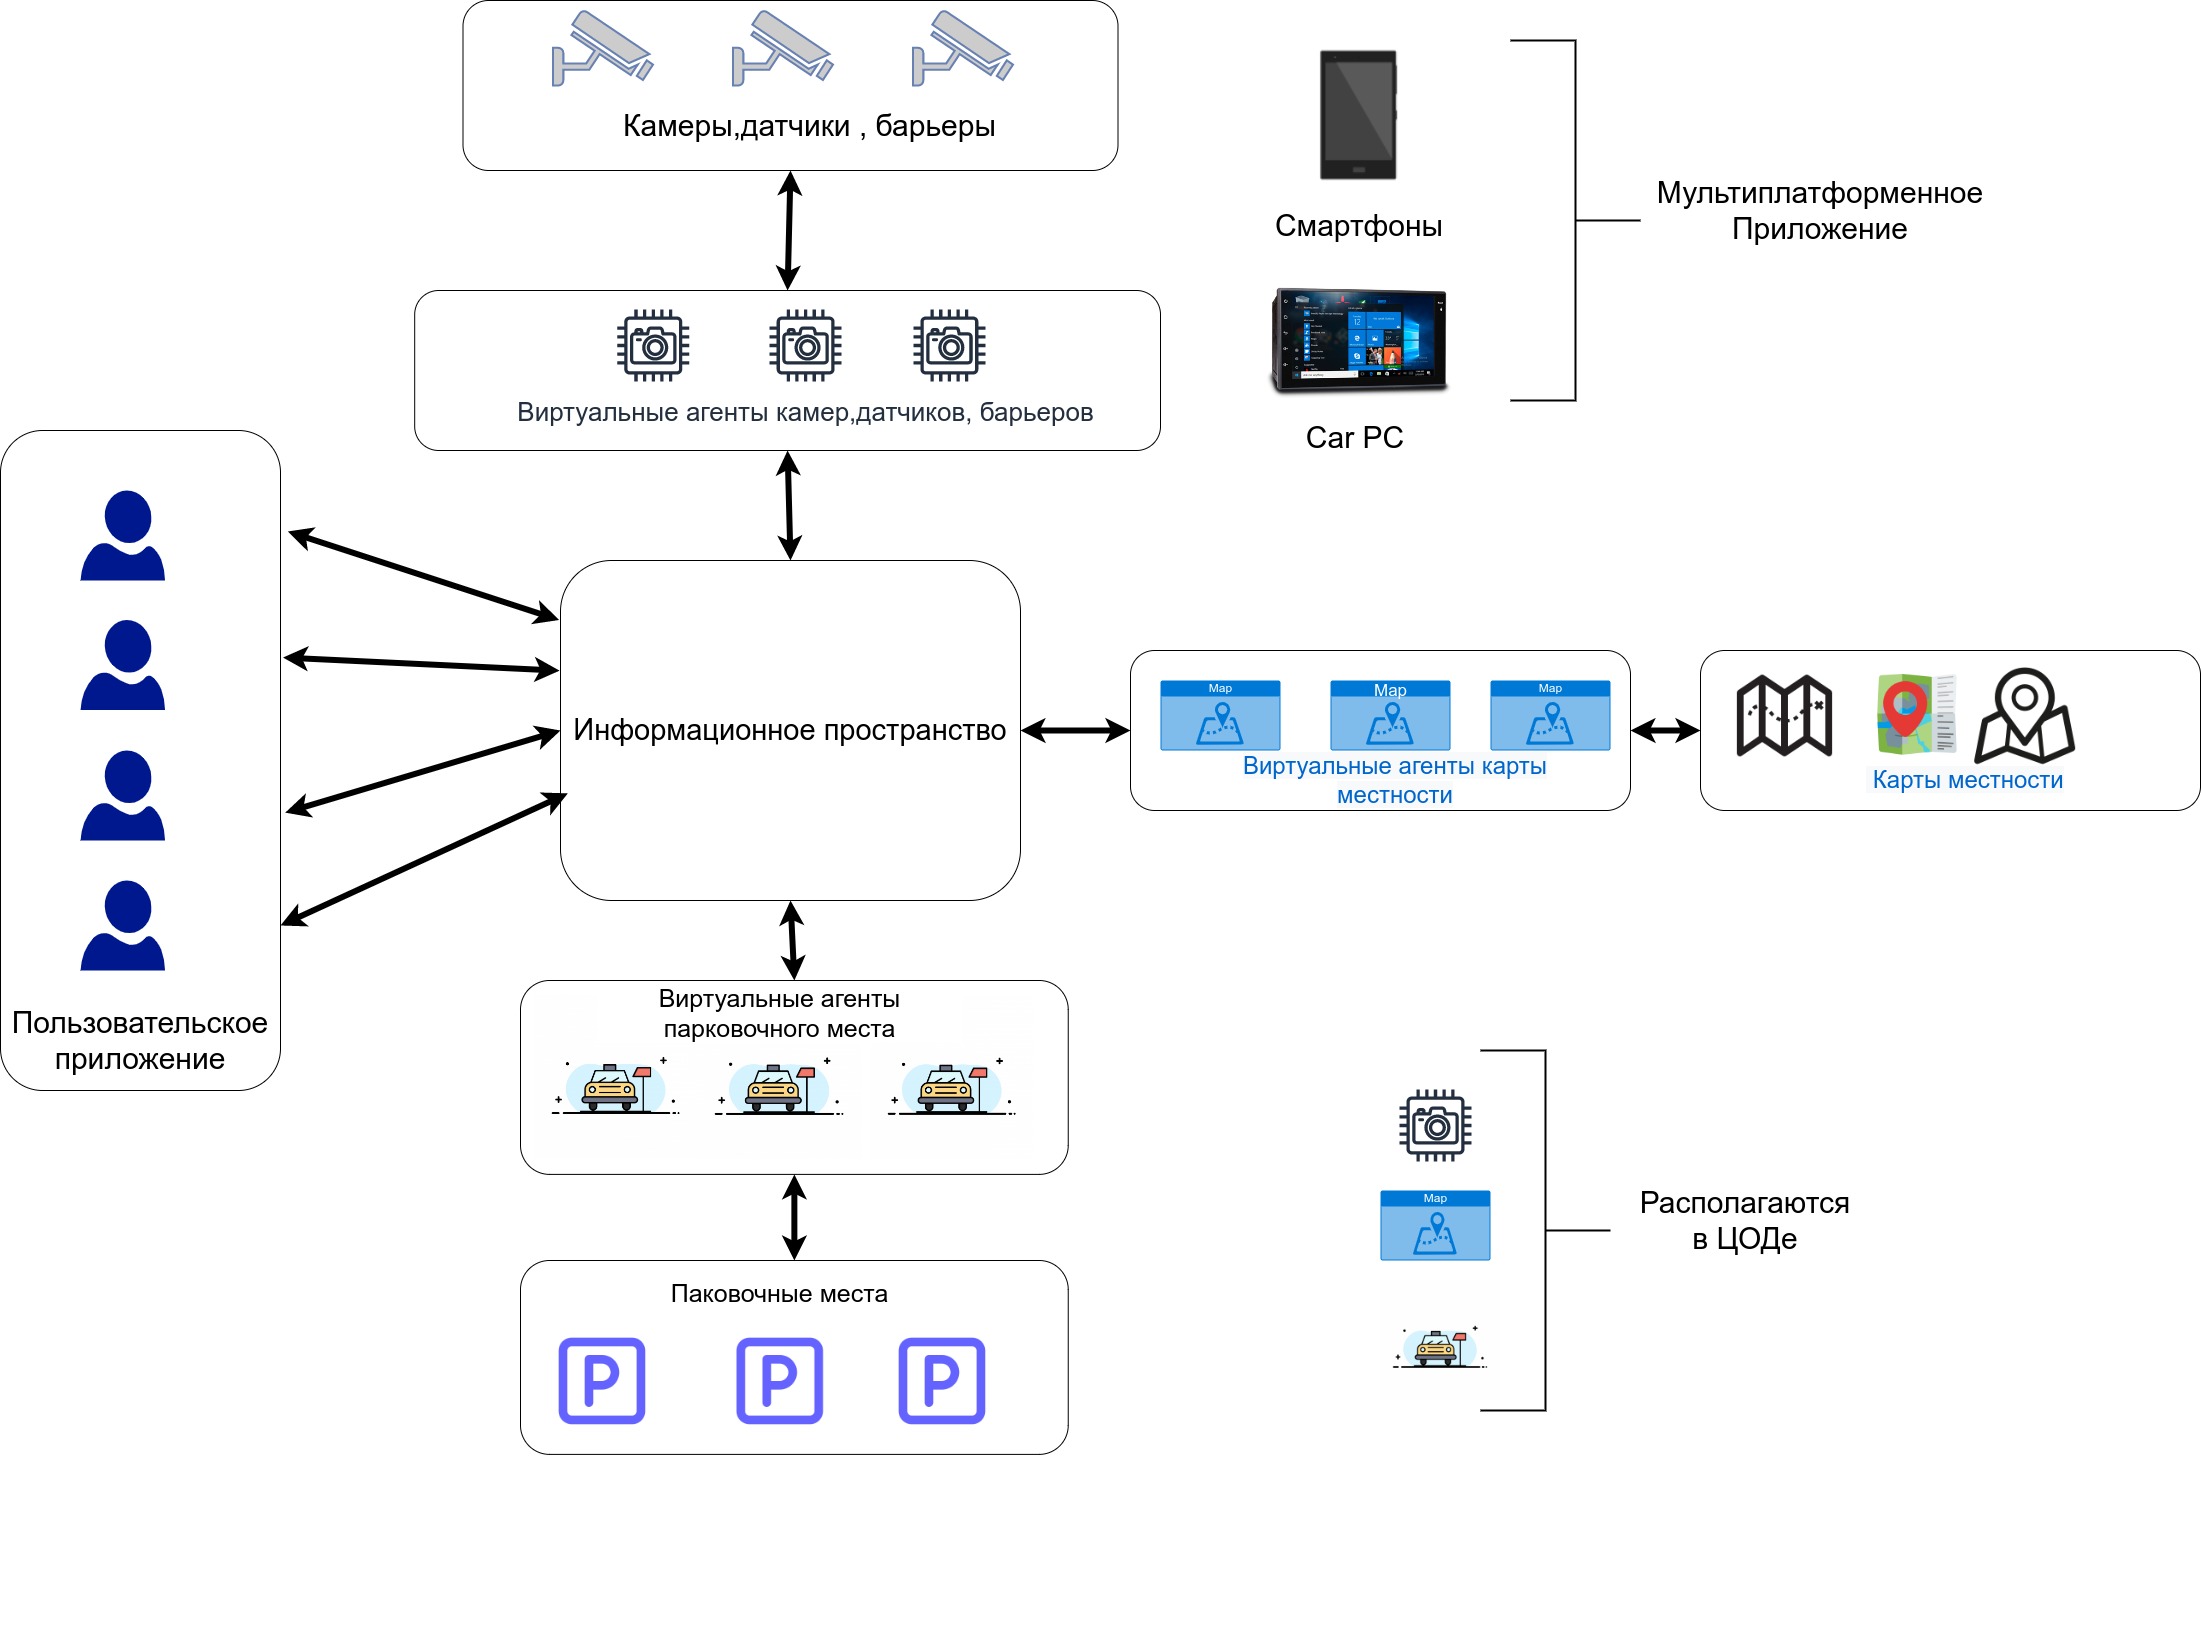 Камеры,датчики , барьеры
Смартфоны
Мультиплатформенное
Приложение
Car PC
Виртуальные агенты камер,датчиков, барьеров
Информационное пространство
Map
Map
Map
Виртуальные агенты карты
местности
Карты местности
Пользовательское
приложение
Виртуальные агенты
парковочного места
Паковочные места
P
P
P
Map
Располагаются
в ЦОДе